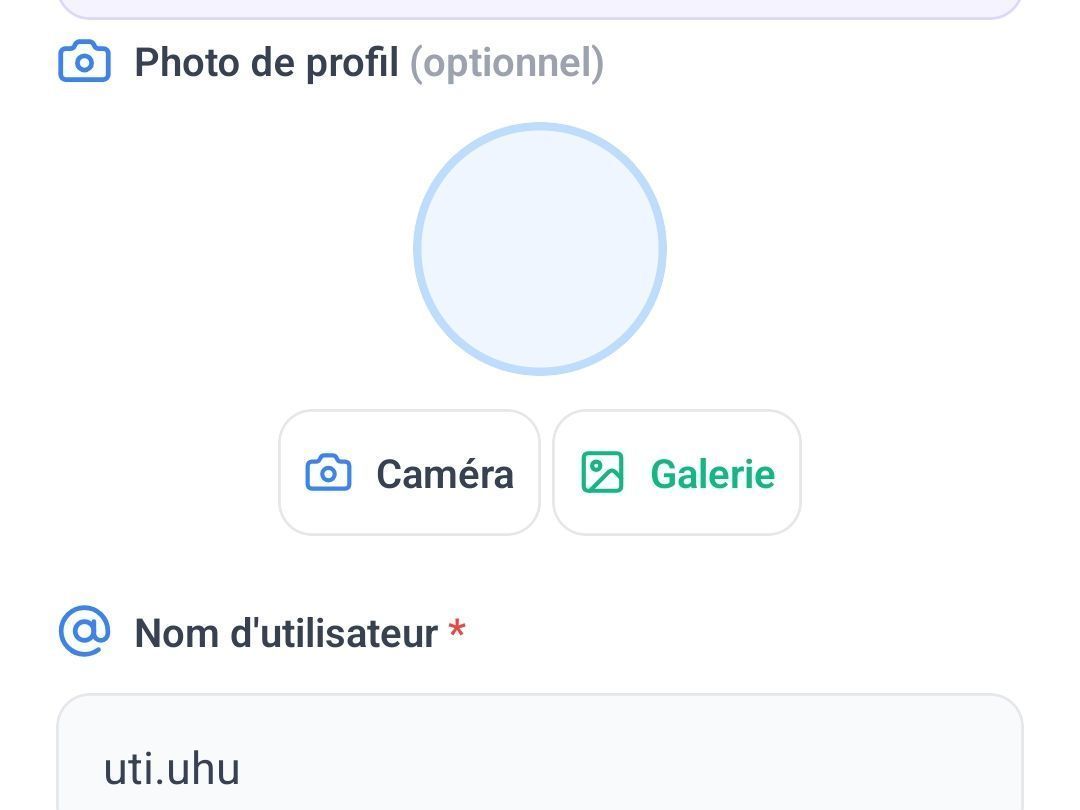 Photo de profil (optionnel)
Caméra Galerie
Nom d'utilisateur *
uti.uhu